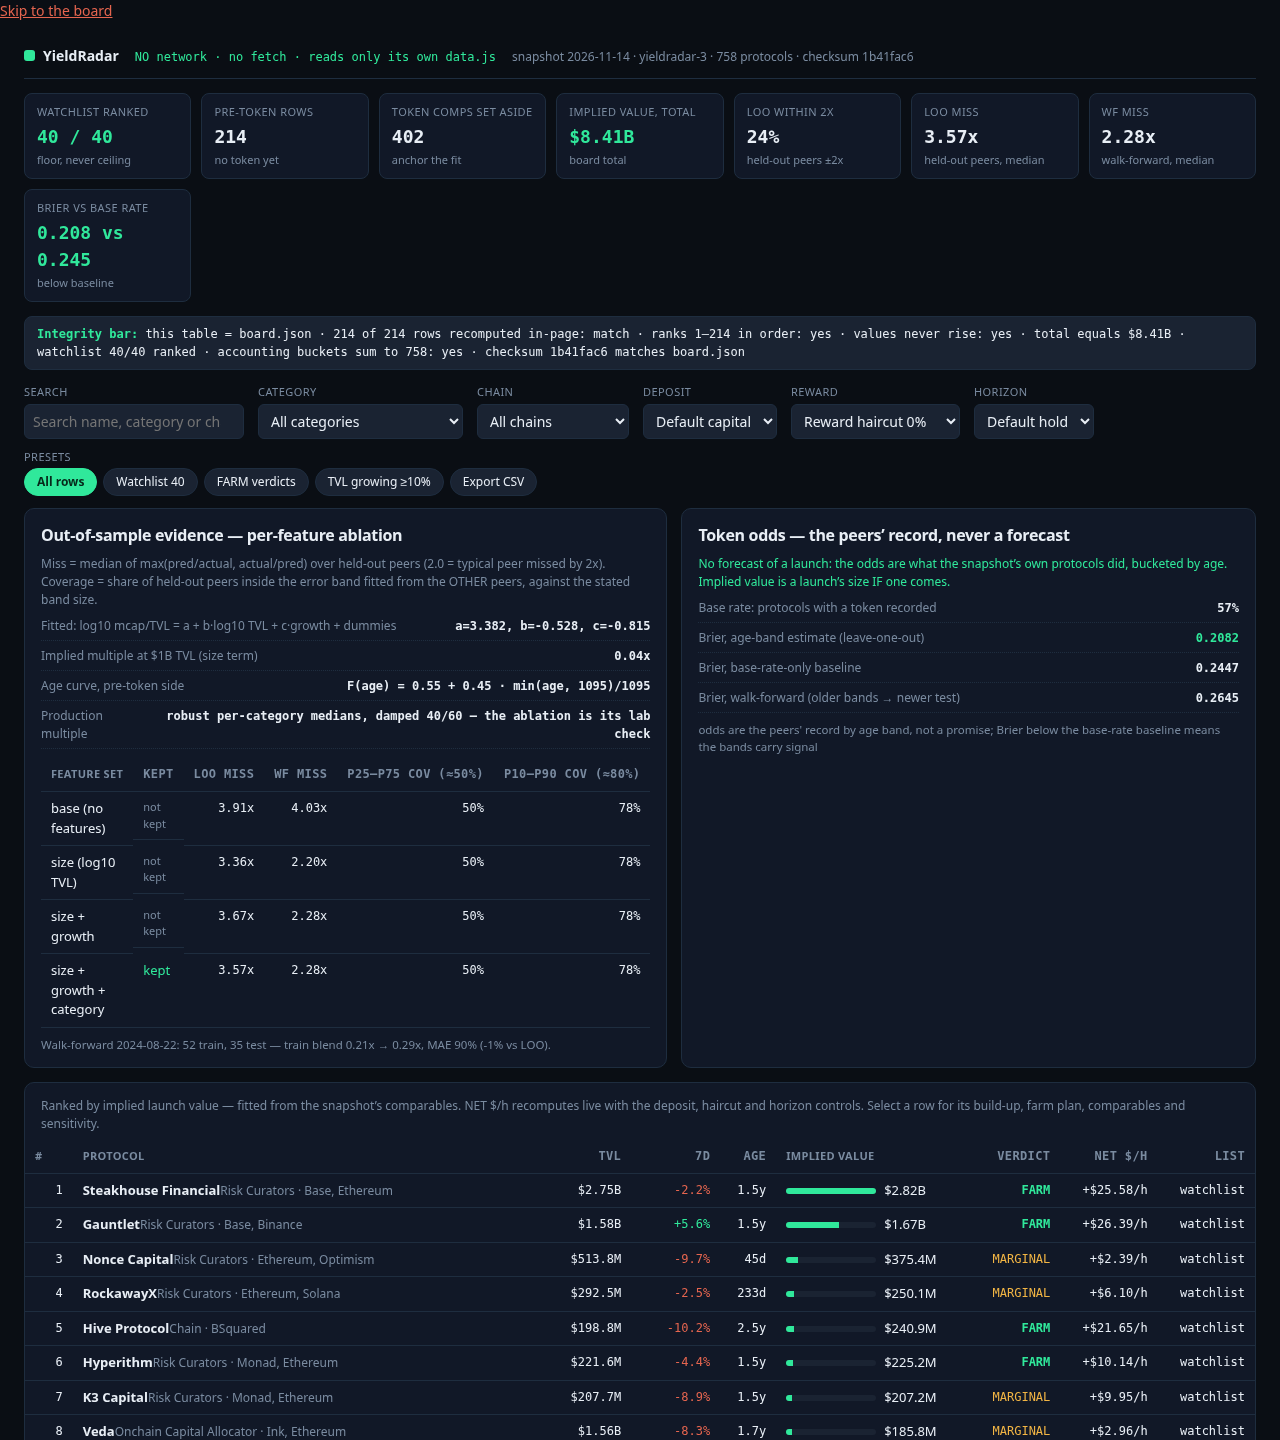 Skip to the board
YieldRadar NO network · no fetch · reads only its own data.js snapshot 2026-11-14 · yieldradar-3 · 758 protocols · checksum 1b41fac6
WATCHLIST RANKED
40 / 40
floor, never ceiling
PRE-TOKEN ROWS
214
no token yet
TOKEN COMPS SET ASIDE
402
anchor the fit
IMPLIED VALUE, TOTAL
$8.41B
board total
LOO WITHIN 2X
24%
held-out peers ±2x
LOO MISS
3.57x
held-out peers, median
WF MISS
2.28x
walk-forward, median
BRIER VS BASE RATE
0.208 vs
0.245
below baseline
Integrity bar: this table = board.json · 214 of 214 rows recomputed in-page: match · ranks 1–214 in order: yes · values never rise: yes · total equals $8.41B ·
watchlist 40/40 ranked · accounting buckets sum to 758: yes · checksum 1b41fac6 matches board.json
SEARCH CATEGORY CHAIN DEPOSIT REWARD HORIZON
Search name, category or ch All categories All chains Default capital Reward haircut 0% Default hold
PRESETS
All rows Watchlist 40 FARM verdicts TVL growing ≥10% Export CSV
Out-of-sample evidence — per-feature ablation
Miss = median of max(pred/actual, actual/pred) over held-out peers (2.0 = typical peer missed by 2x).
Coverage = share of held-out peers inside the error band fitted from the OTHER peers, against the stated
band size.
Fitted: log10 mcap/TVL = a + b·log10 TVL + c·growth + dummies a=3.382, b=-0.528, c=-0.815
Implied multiple at $1B TVL (size term) 0.04x
Age curve, pre-token side F(age) = 0.55 + 0.45 · min(age, 1095)/1095
Production multiple robust per-category medians, damped 40/60 — the ablation is its lab check
FEATURE SET KEPT LOO MISS WF MISS P25–P75 COV (≈50%) P10–P90 COV (≈80%)
base (no features) not kept 3.91x 4.03x 50% 78%
size (log10 TVL) not kept 3.36x 2.20x 50% 78%
size + growth not kept 3.67x 2.28x 50% 78%
size + growth + category kept 3.57x 2.28x 50% 78%
Walk-forward 2024-08-22: 52 train, 35 test — train blend 0.21x → 0.29x, MAE 90% (-1% vs LOO).
Token odds — the peers’ record, never a forecast
No forecast of a launch: the odds are what the snapshot’s own protocols did, bucketed by age.
Implied value is a launch’s size IF one comes.
Base rate: protocols with a token recorded 57%
Brier, age-band estimate (leave-one-out) 0.2082
Brier, base-rate-only baseline 0.2447
Brier, walk-forward (older bands → newer test) 0.2645
odds are the peers' record by age band, not a promise; Brier below the base-rate baseline means
the bands carry signal
Ranked by implied launch value — fitted from the snapshot’s comparables. NET $/h recomputes live with the deposit, haircut and horizon controls. Select a row for its build-up, farm plan, comparables and
sensitivity.
# PROTOCOL TVL 7D AGE IMPLIED VALUE VERDICT NET $/H LIST
1 Steakhouse FinancialRisk Curators · Base, Ethereum $2.75B -2.2% 1.5y $2.82B FARM +$25.58/h watchlist
2 GauntletRisk Curators · Base, Binance $1.58B +5.6% 1.5y $1.67B FARM +$26.39/h watchlist
3 Nonce CapitalRisk Curators · Ethereum, Optimism $513.8M -9.7% 45d $375.4M MARGINAL +$2.39/h watchlist
4 RockawayXRisk Curators · Ethereum, Solana $292.5M -2.5% 233d $250.1M MARGINAL +$6.10/h watchlist
5 Hive ProtocolChain · BSquared $198.8M -10.2% 2.5y $240.9M FARM +$21.65/h watchlist
6 HyperithmRisk Curators · Monad, Ethereum $221.6M -4.4% 1.5y $225.2M FARM +$10.14/h watchlist
7 K3 CapitalRisk Curators · Monad, Ethereum $207.7M -8.9% 1.5y $207.2M MARGINAL +$9.95/h watchlist
8 VedaOnchain Capital Allocator · Ink, Ethereum $1.56B -8.3% 1.7y $185.8M MARGINAL +$2.96/h watchlist